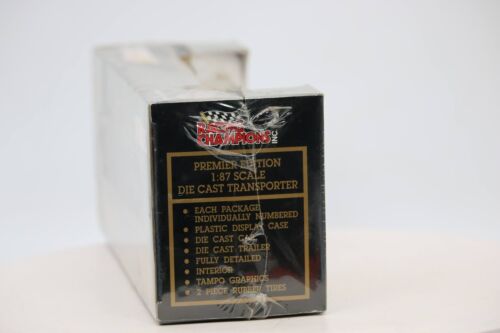 RACING
CHAMPIONS INC.
PREMIER EDITION
1:87 SCALE
DIE CAST TRANSPORTER
• EACH PACKAGE
INDIVIDUALLY NUMBERED
• PLASTIC DISPLAY CASE
• DIE CAST CAB
• DIE CAST TRAILER
• FULLY DETAILED
• INTERIOR
• TAMPO GRAPHICS
• 2 PIECE RUBBER TIRES